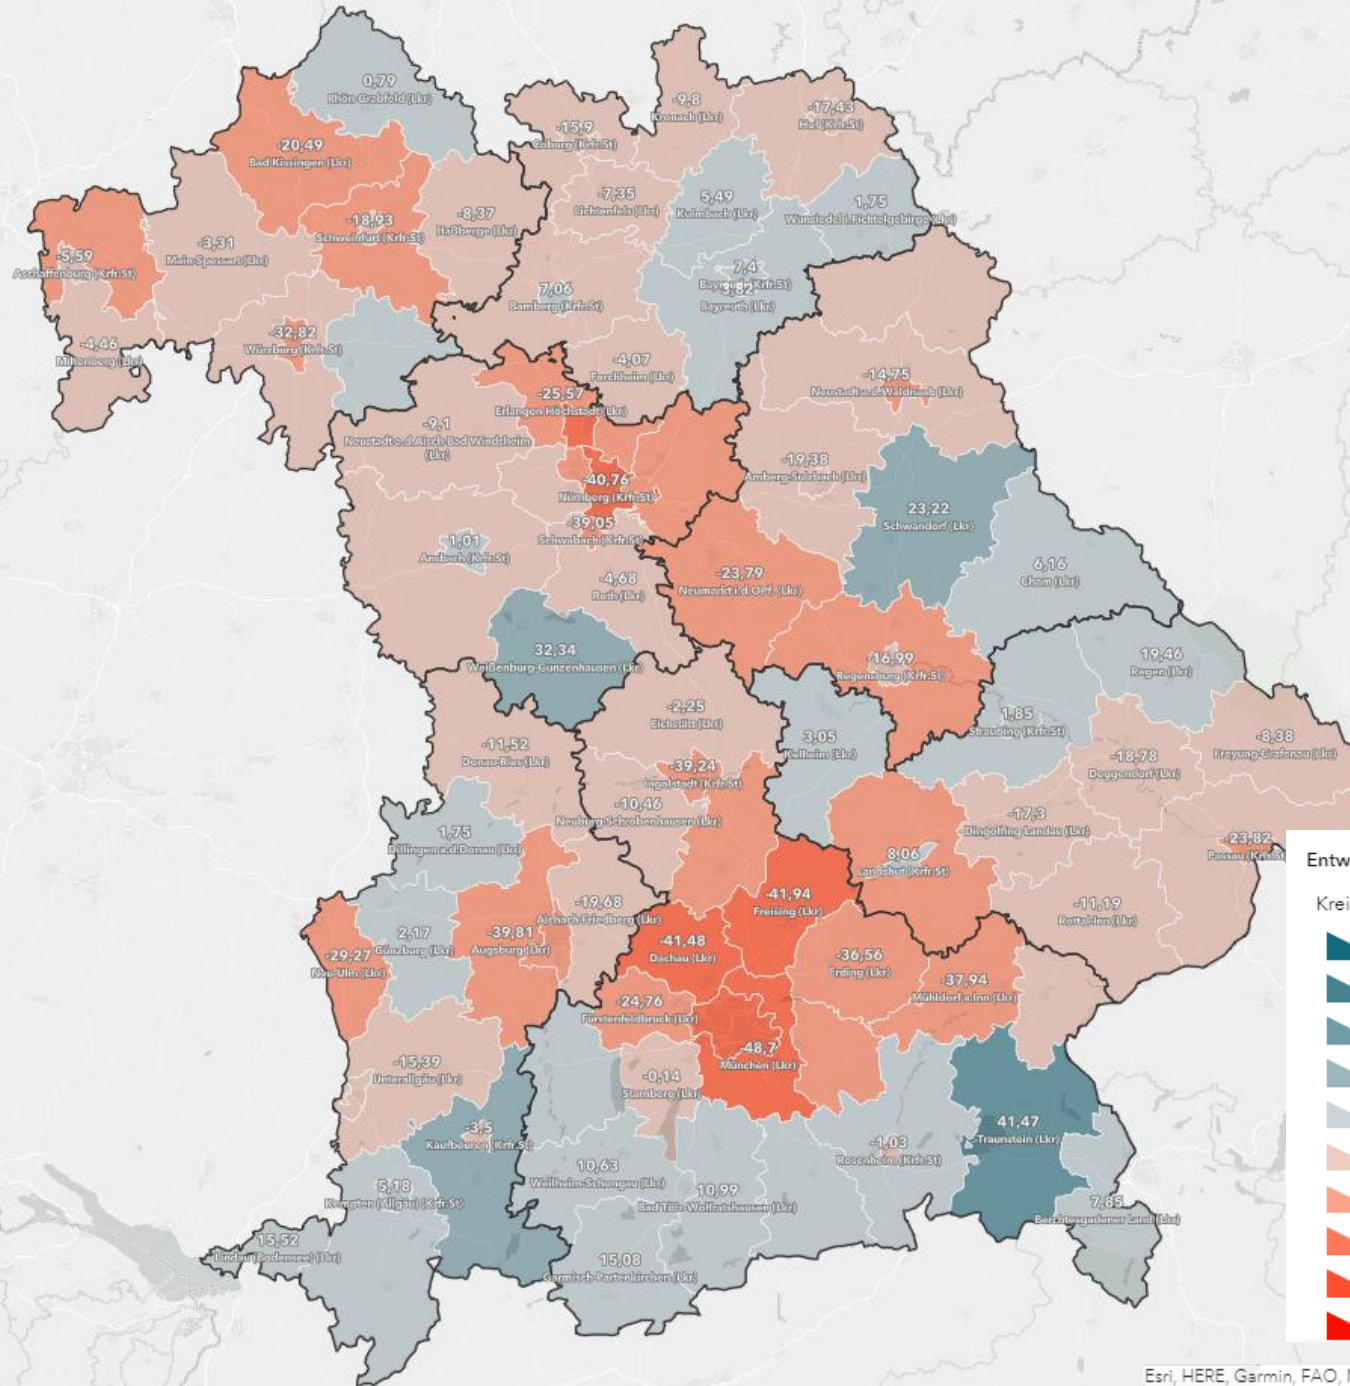 0,79
Rhön-Grabfeld (Lkr)
-9,8
Kronach (Lkr)
-17,43
Hof (Krfr.St)
-15,9
Coburg (Krfr.St)
-20,49
Bad Kissingen (Lkr)
-7,35
Lichtenfels (Lkr)
5,49
Kulmbach (Lkr)
1,75
Wunsiedel i.Fichtelgebirge (Lkr)
-18,93
Schweinfurt (Krfr.St)
-8,37
Haßberge (Lkr)
-3,31
Main-Spessart (Lkr)
-5,59
Aschaffenburg (Krfr.St)
7,06
Bamberg (Krfr.St)
7,4
Bayreuth (Krfr.St)
3,82
Bayreuth (Lkr)
-4,46
Miltenberg (Lkr)
-32,82
Würzburg (Krfr.St)
-4,07
Forchheim (Lkr)
-14,75
Neustadt a.d.Waldnaab (Lkr)
-25,57
Erlangen-Höchstadt (Lkr)
-9,1
Neustadt a.d.Aisch-Bad Windsheim
(Lkr)
-19,38
Amberg-Sulzbach (Lkr)
-40,76
Nürnberg (Krfr.St)
23,22
Schwandorf (Lkr)
-39,05
Schwabach (Krfr.St)
1,01
Ansbach (Krfr.St)
-4,68
Roth (Lkr)
-23,79
Neumarkt i.d.OPf. (Lkr)
6,16
Cham (Lkr)
32,34
Weißenburg-Gunzenhausen (Lkr)
-16,99
Regensburg (Krfr.St)
19,46
Regen (Lkr)
-2,25
Eichstätt (Lkr)
1,85
Straubing (Krfr.St)
-11,52
Donau-Ries (Lkr)
3,05
Kelheim (Lkr)
-8,38
Freyung-Grafenau (Lkr)
-18,78
Deggendorf (Lkr)
-39,24
Ingolstadt (Krfr.St)
-10,46
Neuburg-Schrobenhausen (Lkr)
-17,3
Dingolfing-Landau (Lkr)
1,75
Dillingen a.d.Donau (Lkr)
-23,82
Passau (Krfr.St)
8,06
Landshut (Krfr.St)
Entw
Krei
-19,68
Aichach-Friedberg (Lkr)
-41,94
Freising (Lkr)
-11,19
Rottal-Inn (Lkr)
2,17
Günzburg (Lkr)
-39,81
Augsburg (Lkr)
-41,48
Dachau (Lkr)
-29,27
Neu-Ulm (Lkr)
-36,56
Erding (Lkr)
-37,94
Mühldorf a.Inn (Lkr)
-24,76
Fürstenfeldbruck (Lkr)
-48,7
München (Lkr)
-15,39
Unterallgäu (Lkr)
-0,14
Starnberg (Lkr)
41,47
Traunstein (Lkr)
-3,5
Kaufbeuren (Krfr.St)
-1,03
Rosenheim (Krfr.St)
10,63
Weilheim-Schongau (Lkr)
5,18
Kempten (Allgäu) (Krfr.St)
10,99
Bad Tölz-Wolfratshausen (Lkr)
7,85
Berchtesgadener Land (Lkr)
15,52
Lindau (Bodensee) (Lkr)
15,08
Garmisch-Partenkirchen (Lkr)
Esri, HERE, Garmin, FAO,